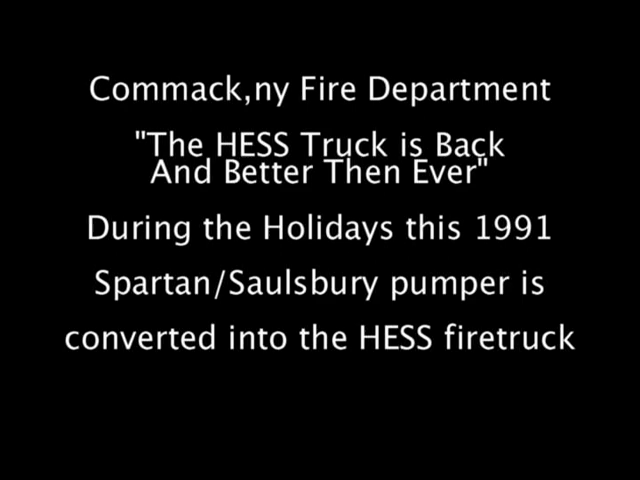 Commack,ny Fire Department
"The HESS Truck is Back
And Better Then Ever"
During the Holidays this 1991
Spartan/Saulsbury pumper is
converted into the HESS firetruck